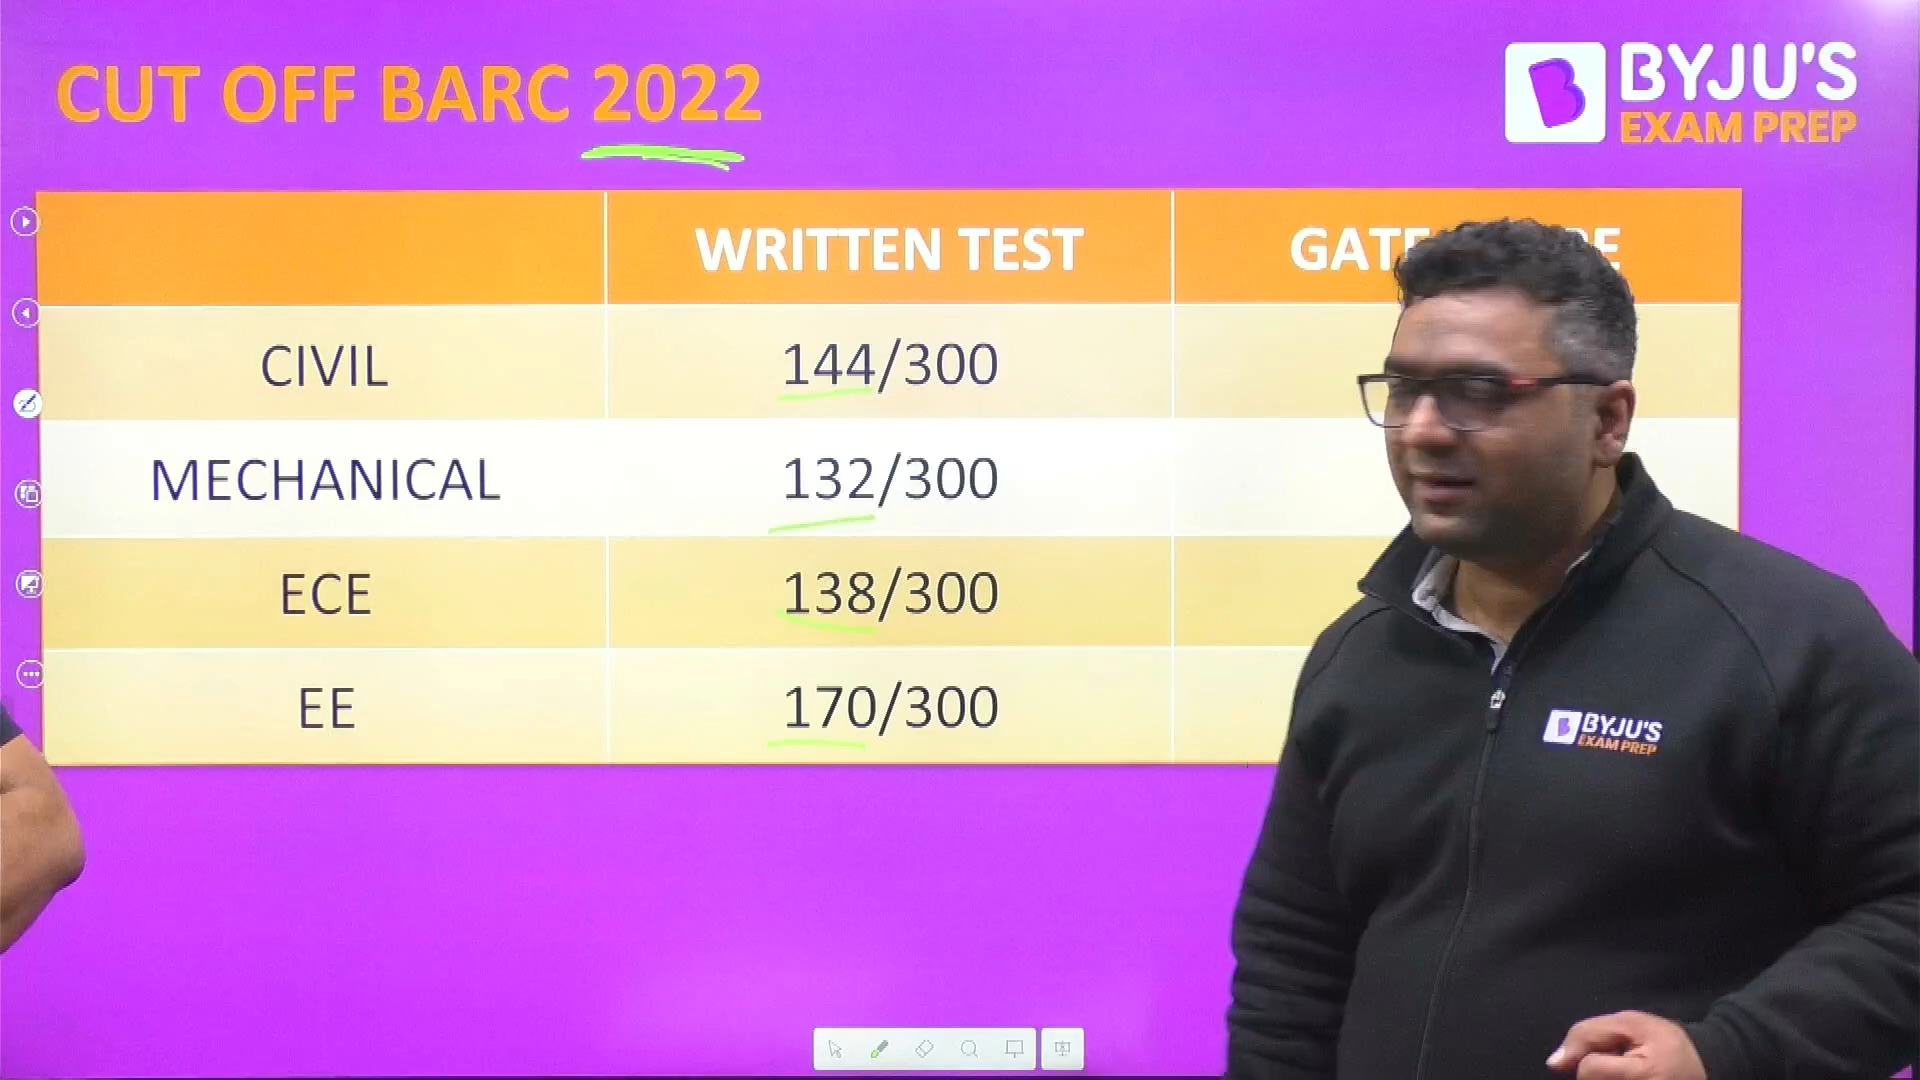 CUT OFF BARC 2022
BYJU'S
EXAM PREP
WRITTEN TEST
CIVIL 144/300
MECHANICAL 132/300
ECE 138/300
EE 170/300
BYJU'S
EXAM PREP